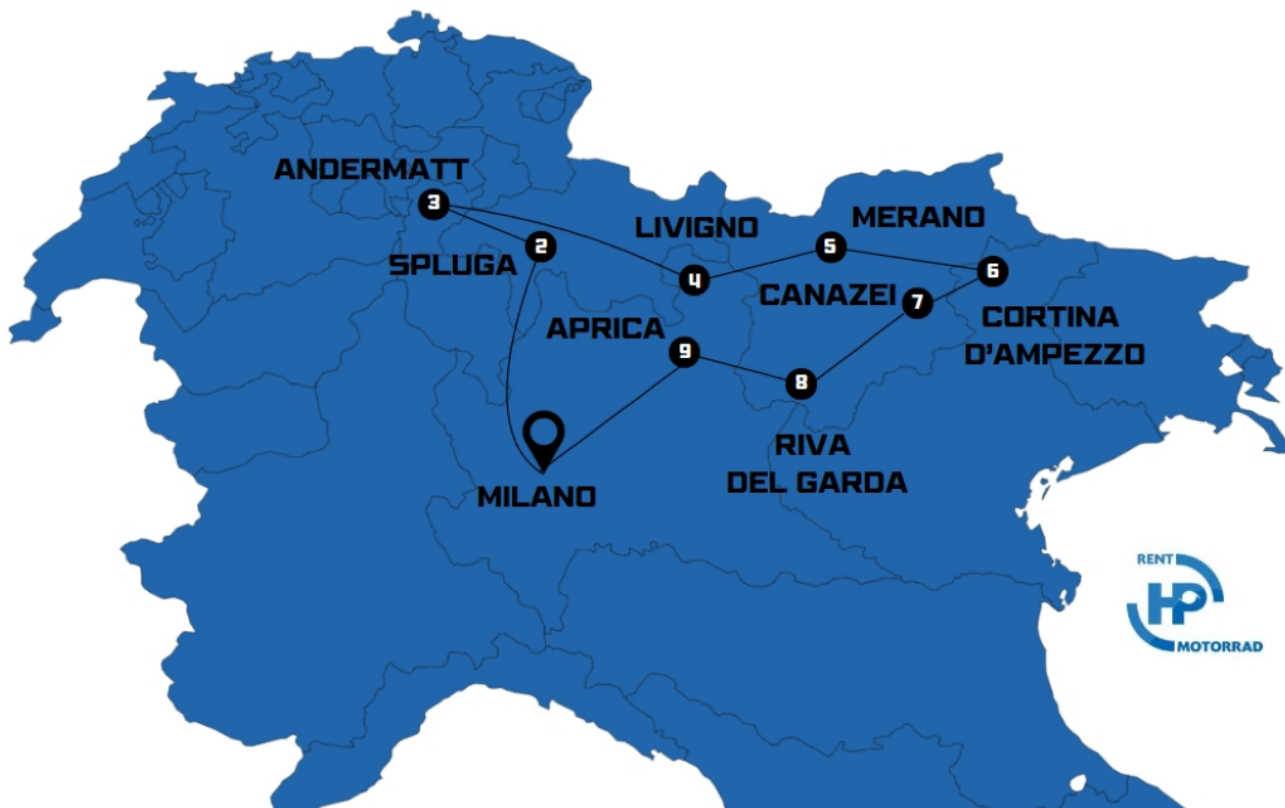 ANDERMATT
3
LIVIGNO
MERANO
2
5
SPLUGA
4
6
CANAZEI
7
APRICA
CORTINA
D'AMPEZZO
9
8
RIVA
DEL GARDA
MILANO
RENT
HP
MOTORRAD